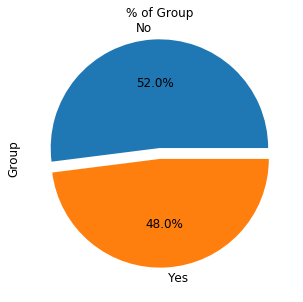 % of Group
No
52.0%
Group
48.0%
Yes